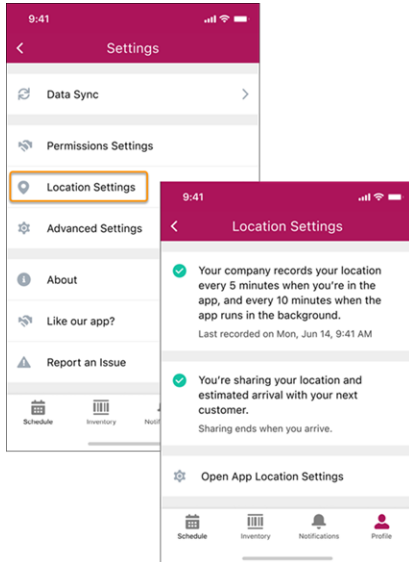 9:41
Settings
Data Sync
Permissions Settings
Location Settings
Advanced Settings
About
Like our app?
Report an Issue
Schedule
Inventory
9:41
Location Settings
Your company records your location
every 5 minutes when you're in the
app, and every 10 minutes when the
app runs in the background.
Last recorded on Mon, Jun 14, 9:41 AM
You're sharing your location and
estimated arrival with your next
customer.
Sharing ends when you arrive.
Open App Location Settings
Schedule
Inventory
Notifications
Profile